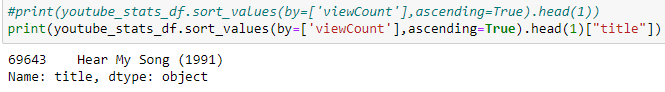 #print(youtube_stats_df.sort_values(by=['viewCount'],ascending=True).head(1))
print(youtube_stats_df.sort_values(by=['viewCount'],ascending=True).head(1)["title"])
69643    Hear My Song (1991)
Name: title, dtype: object